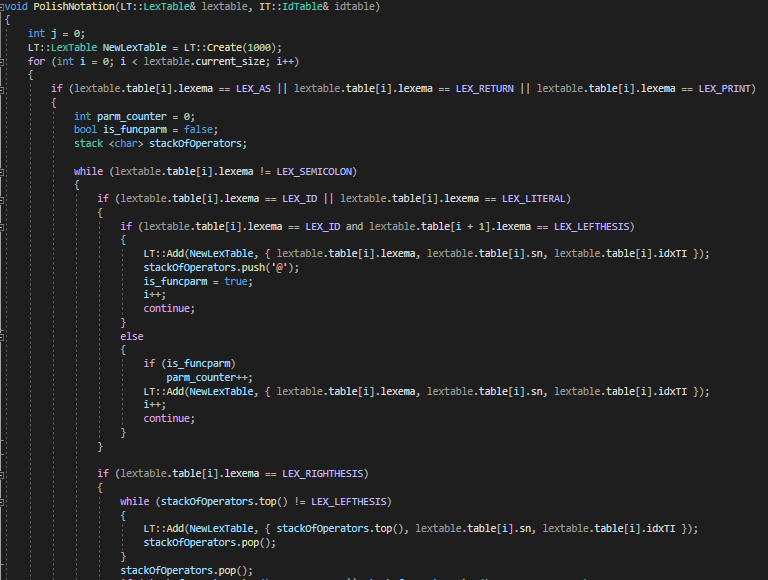 void PolishNotation(LT::LexTable& lextable, IT::IdTable& idtable)
{
int j = 0;
LT::LexTable NewLexTable = LT::Create(1000);
for (int i = 0; i < lextable.current_size; i++)
{
if (lextable.table[i].lexema == LEX_AS || lextable.table[i].lexema == LEX_RETURN || lextable.table[i].lexema == LEX_PRINT)
{
int parm_counter = 0;
bool is_funcparm = false;
stack <char> stackOfOperators;
while (lextable.table[i].lexema != LEX_SEMICOLON)
{
if (lextable.table[i].lexema == LEX_ID || lextable.table[i].lexema == LEX_LITERAL)
{
if (lextable.table[i].lexema == LEX_ID and lextable.table[i + 1].lexema == LEX_LEFTHESIS)
{
LT::Add(NewLexTable, { lextable.table[i].lexema, lextable.table[i].sn, lextable.table[i].idxTI });
stackOfOperators.push('@');
is_funcparm = true;
i++;
continue;
}
else
{
if (is_funcparm)
parm_counter++;
LT::Add(NewLexTable, { lextable.table[i].lexema, lextable.table[i].sn, lextable.table[i].idxTI });
i++;
continue;
}
}
if (lextable.table[i].lexema == LEX_RIGHTHESIS)
{
while (stackOfOperators.top() != LEX_LEFTHESIS)
{
LT::Add(NewLexTable, { stackOfOperators.top(), lextable.table[i].sn, lextable.table[i].idxTI });
stackOfOperators.pop();
}
stackOfOperators.pop();